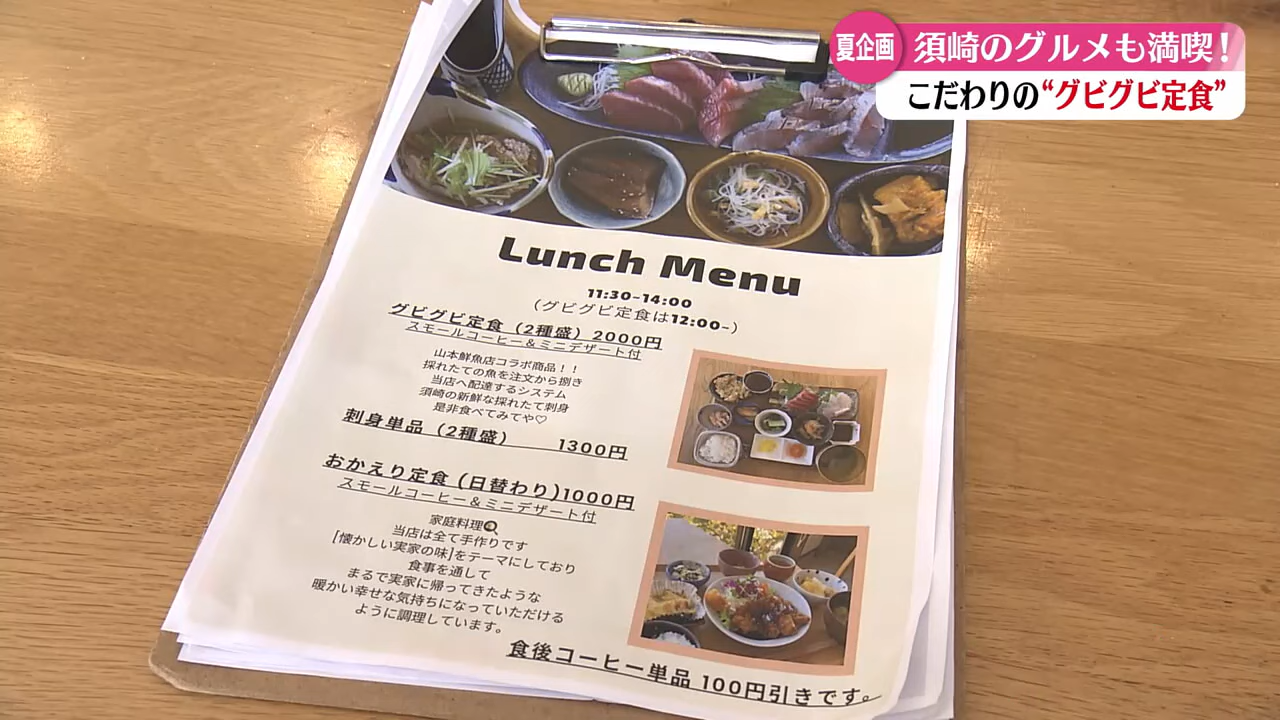 夏企画
須崎のグルメも満喫！
こだわりの“グビグビ定食”
Lunch Menu
11:30-14:00
（グビグビ定食は12:00~）
グビグビ定食（2種盛）2000円
スモールコーヒー＆ミニデザート付
山本鮮魚店コラボ商品！！
採れたての魚を注文から捌き
当店へ配達するシステム
須崎の新鮮な採れたて刺身
是非食べてみてや♡
刺身単品（2種盛） 1300円
おかえり定食 (日替わり)1000円
スモールコーヒー＆ミニデザート付
家庭料理
当店は全て手作りです
[懐かしい実家の味]をテーマにしており
食事を通して
まるで実家に帰ってきたような
暖かい幸せな気持ちになっていただける
ように調理しています。
食後コーヒー単品 100円引きです。